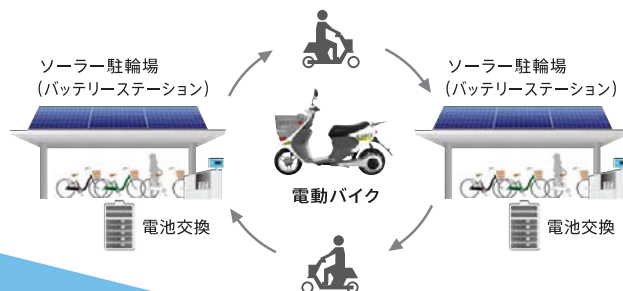 ソーラー駐輪場
(バッテリーステーション)
ソーラー駐輪場
(バッテリーステーション)
電動バイク
電池交換
電池交換